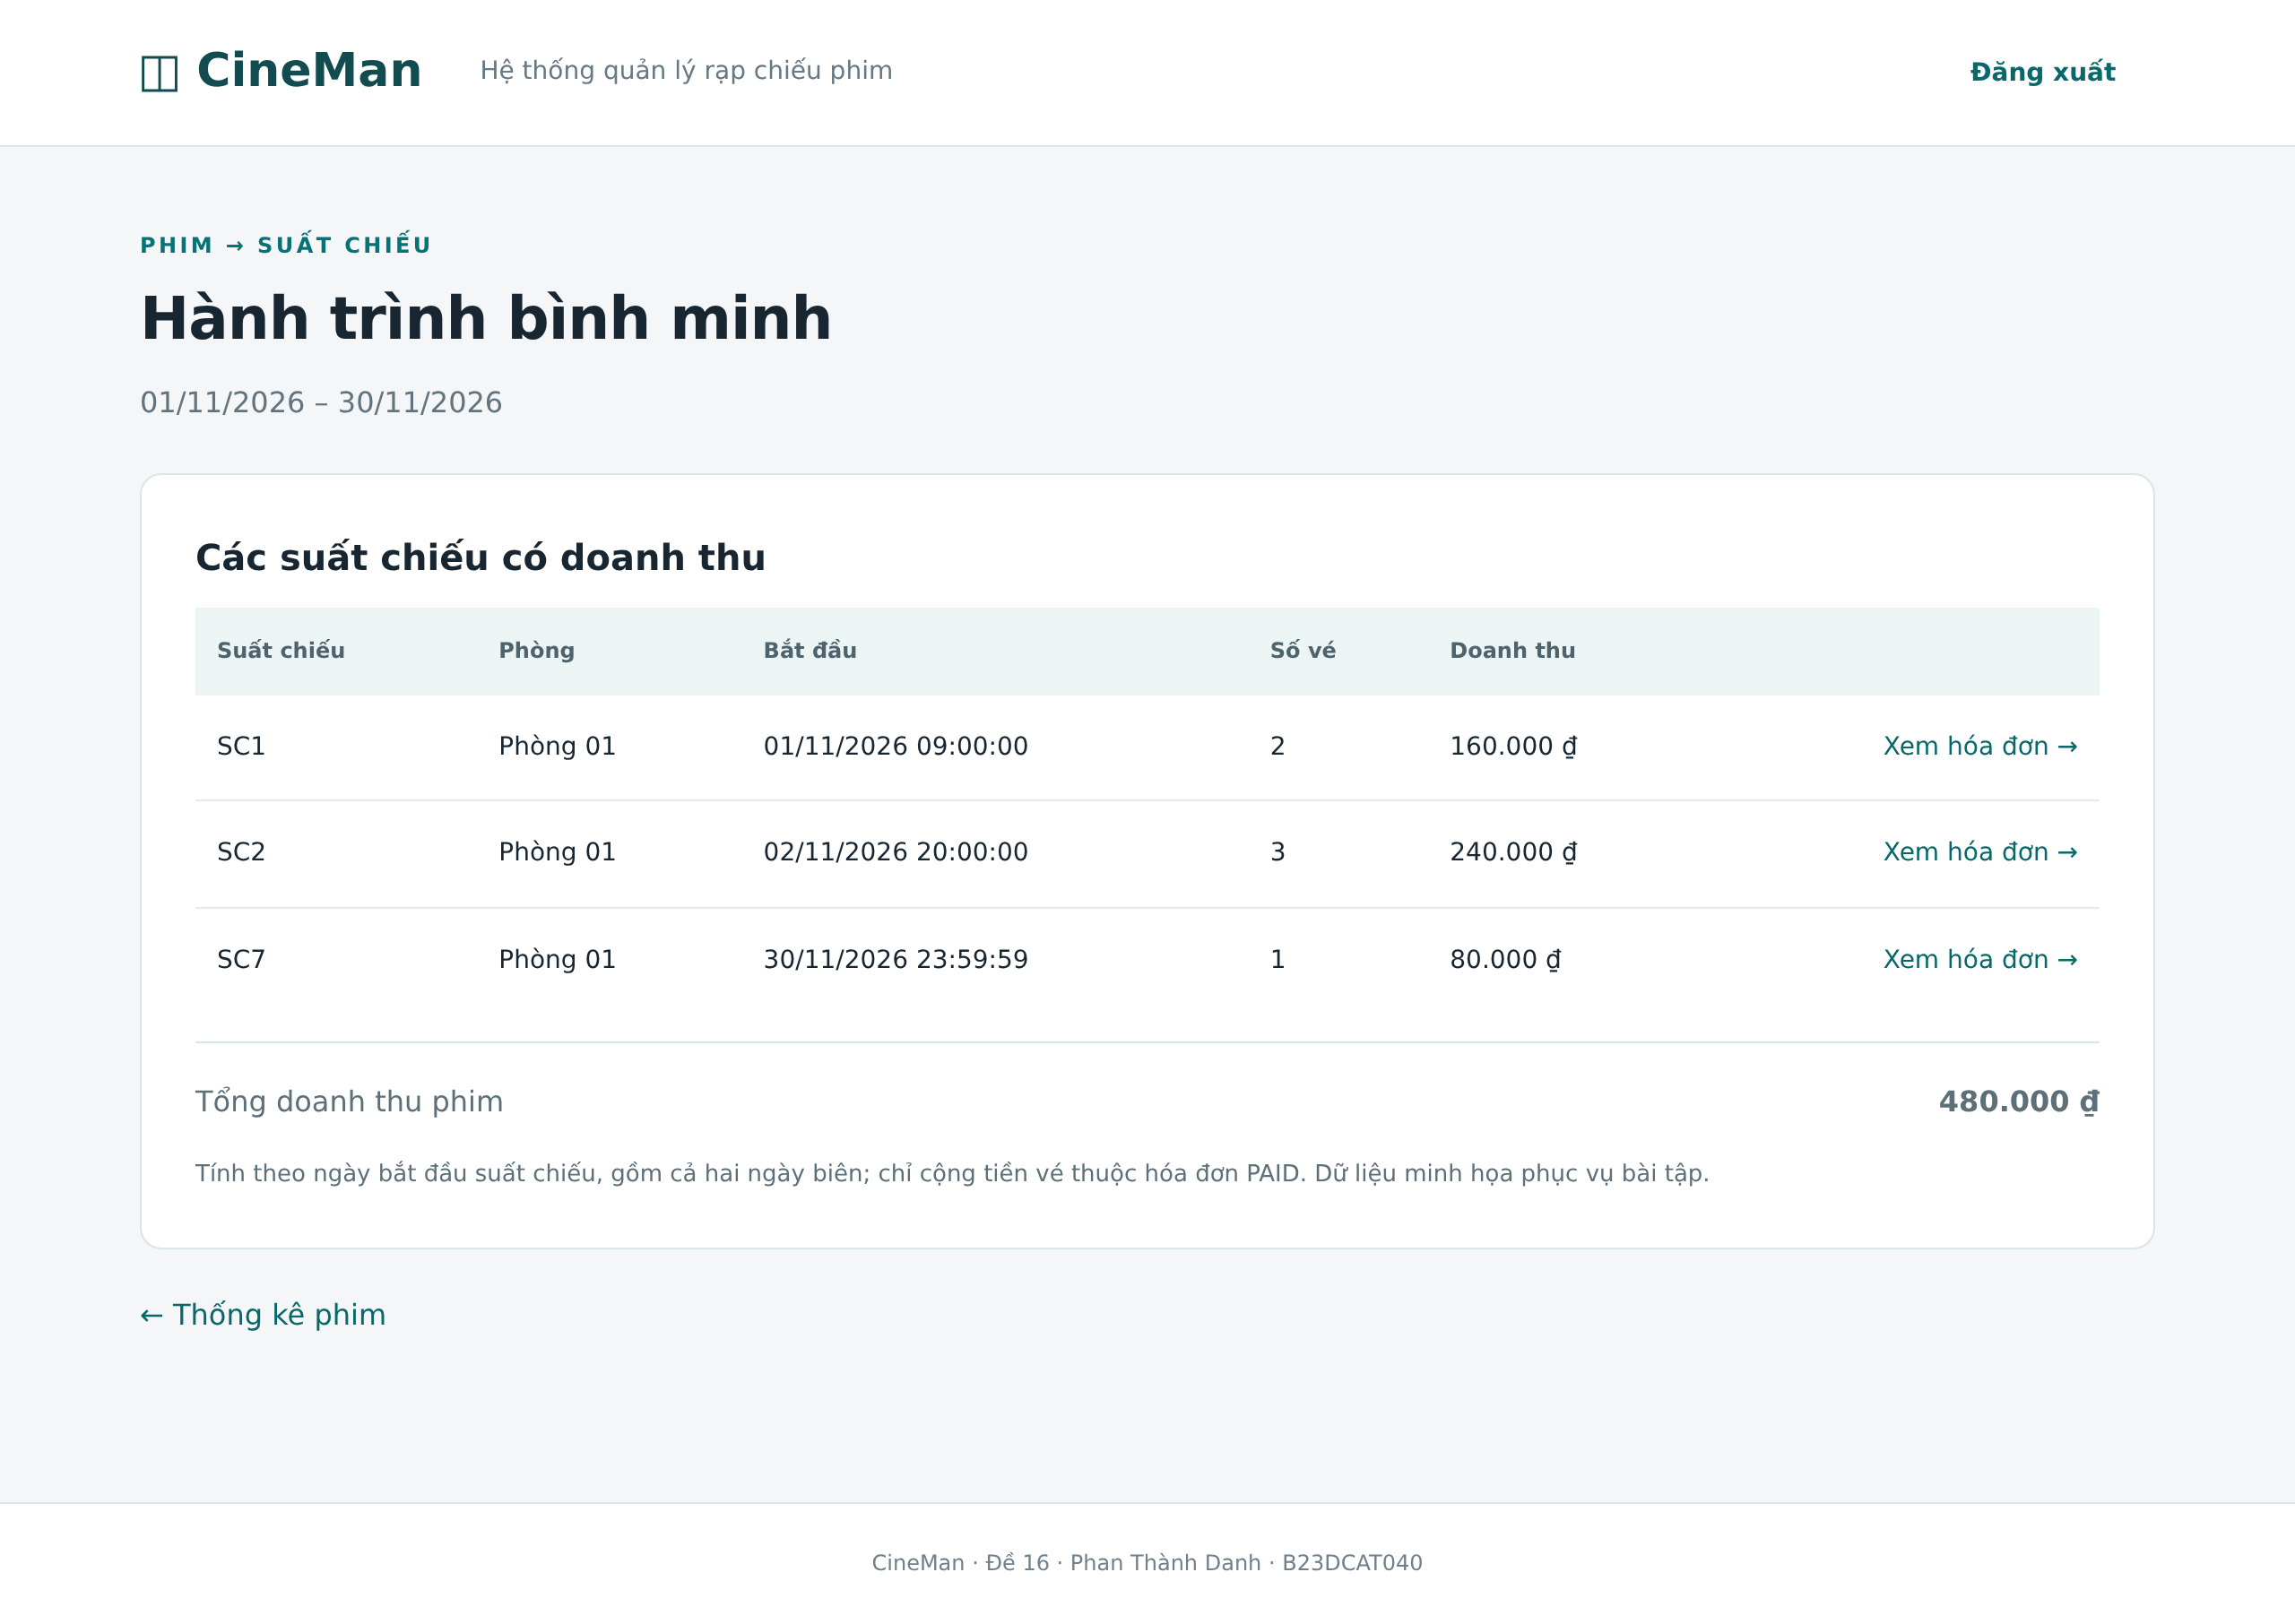 CineMan Hệ thống quản lý rạp chiếu phim Đăng xuất
PHIM → SUẤT CHIẾU
Hành trình bình minh
01/11/2026 – 30/11/2026
Các suất chiếu có doanh thu
Suất chiếu Phòng Bắt đầu Số vé Doanh thu
SC1 Phòng 01 01/11/2026 09:00:00 2 160.000 ₫ Xem hóa đơn →
SC2 Phòng 01 02/11/2026 20:00:00 3 240.000 ₫ Xem hóa đơn →
SC7 Phòng 01 30/11/2026 23:59:59 1 80.000 ₫ Xem hóa đơn →
Tổng doanh thu phim 480.000 ₫
Tính theo ngày bắt đầu suất chiếu, gồm cả hai ngày biên; chỉ cộng tiền vé thuộc hóa đơn PAID. Dữ liệu minh họa phục vụ bài tập.
← Thống kê phim
CineMan · Đề 16 · Phan Thành Danh · B23DCAT040